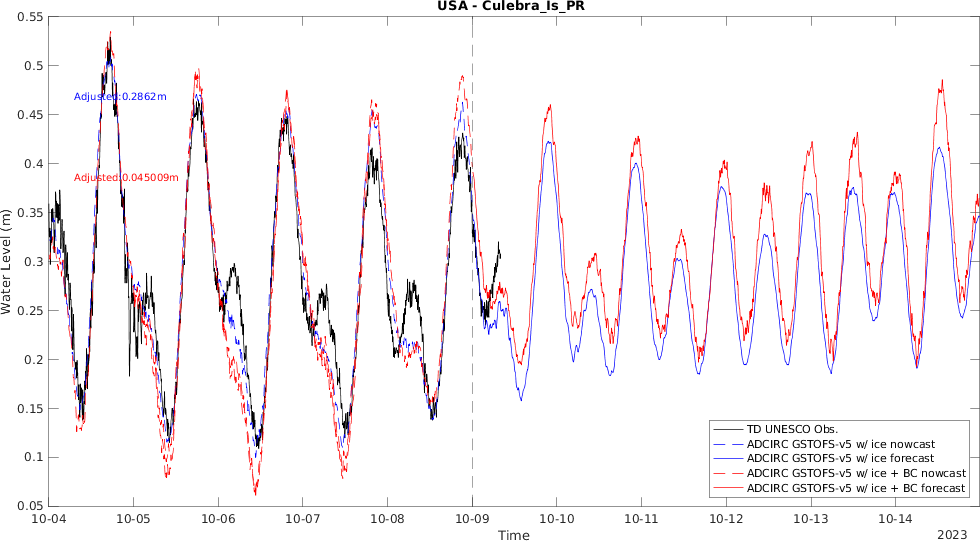 USA - Culebra_Is_PR
0.55
0.5
0.45
0.4
0.35
0.3
0.25
0.2
0.15
0.1
0.05
Water Level (m)
Adjusted:0.2862m
Adjusted:0.045009m
TD UNESCO Obs.
ADCIRC GSTOFS-v5 w/ ice nowcast
ADCIRC GSTOFS-v5 w/ ice forecast
ADCIRC GSTOFS-v5 w/ ice + BC nowcast
ADCIRC GSTOFS-v5 w/ ice + BC forecast
10-04 10-05 10-06 10-07 10-08 10-09 10-10 10-11 10-12 10-13 10-14
Time
2023